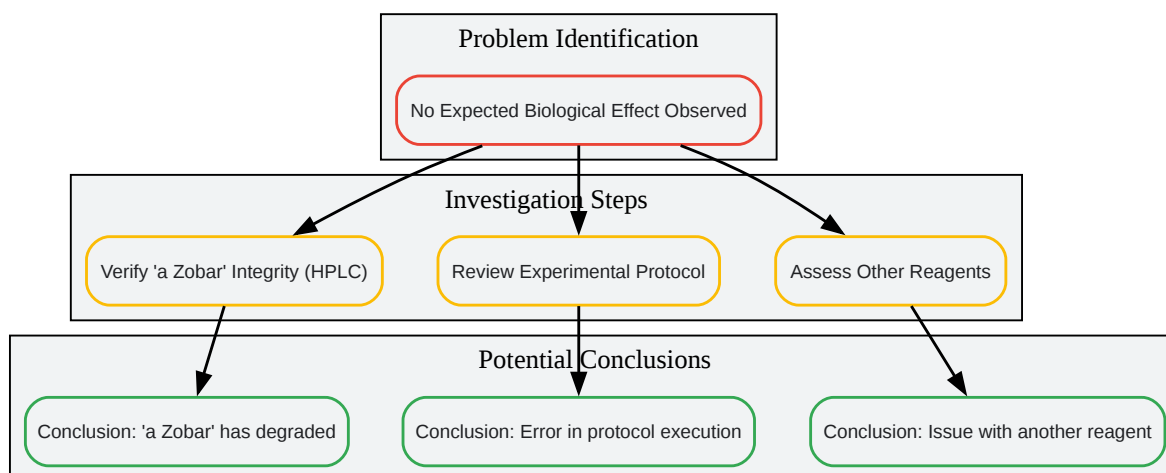 Problem Identification
No Expected Biological Effect Observed
Investigation Steps
Verify 'a Zobar' Integrity (HPLC)
Review Experimental Protocol
Assess Other Reagents
Potential Conclusions
Conclusion: 'a Zobar' has degraded
Conclusion: Error in protocol execution
Conclusion: Issue with another reagent